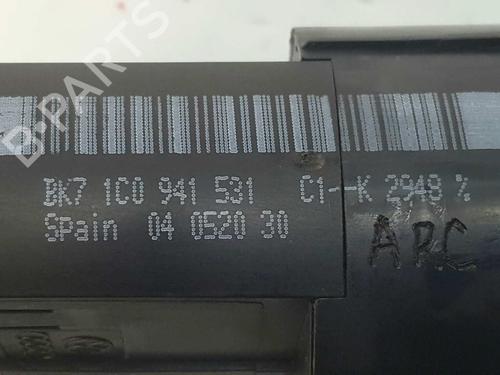 B-PARTS
BK7 1C0 941 531 C1--K 2948 %
Spain 04 0520 30
ARC